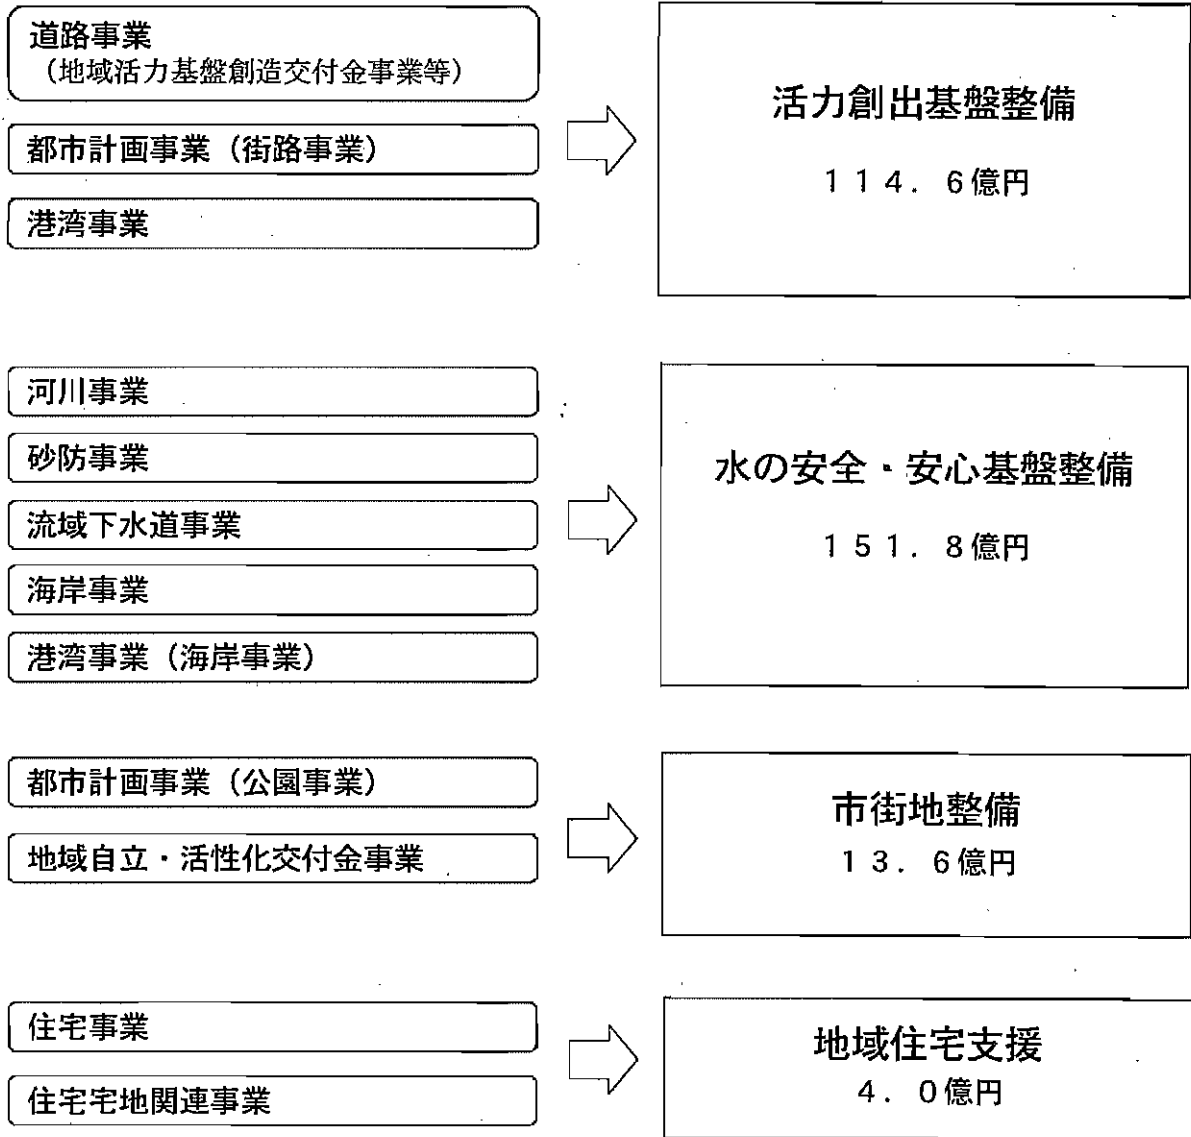 道路事業
（地域活力基盤創造交付金事業等）
都市計画事業（街路事業）
港湾事業
活力創出基盤整備
１１４．６億円
河川事業
砂防事業
流域下水道事業
海岸事業
港湾事業（海岸事業）
水の安全・安心基盤整備
１５１．８億円
都市計画事業（公園事業）
地域自立・活性化交付金事業
市街地整備
１３．６億円
住宅事業
住宅宅地関連事業
地域住宅支援
４．０億円